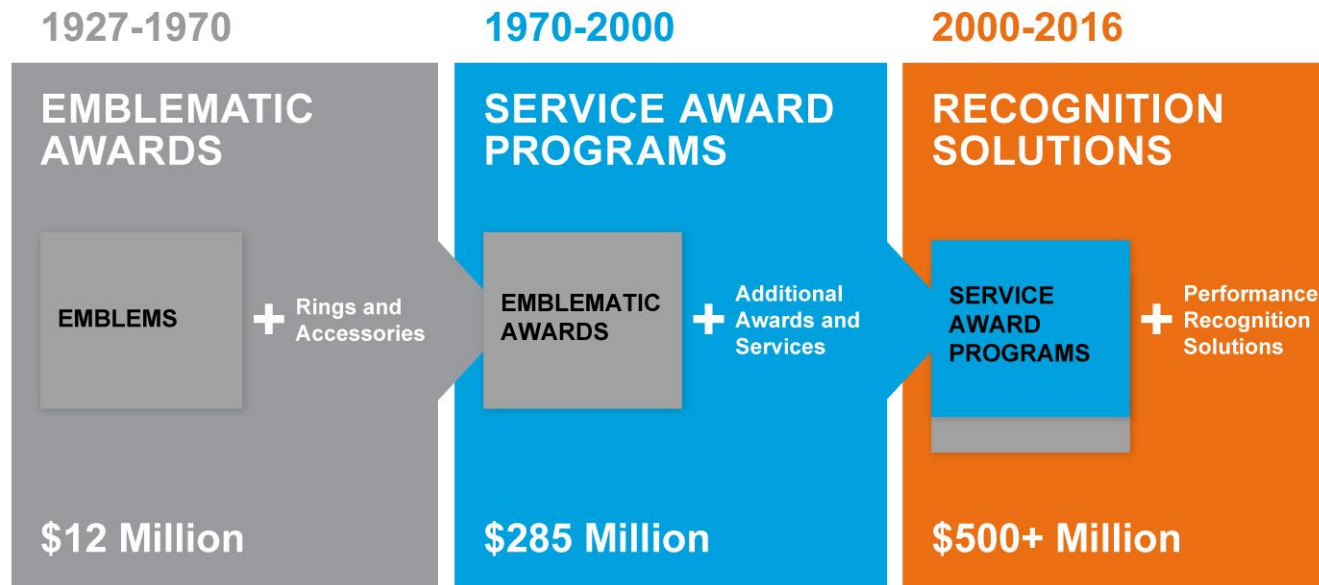 1927-1970
EMBLEMATIC
AWARDS
EMBLEMS
+
Rings and
Accessories
$12 Million
1970-2000
SERVICE AWARD
PROGRAMS
EMBLEMATIC
AWARDS
+
Additional
Awards and
Services
$285 Million
2000-2016
RECOGNITION
SOLUTIONS
SERVICE
AWARD
PROGRAMS
+
Performance
Recognition
Solutions
$500+ Million